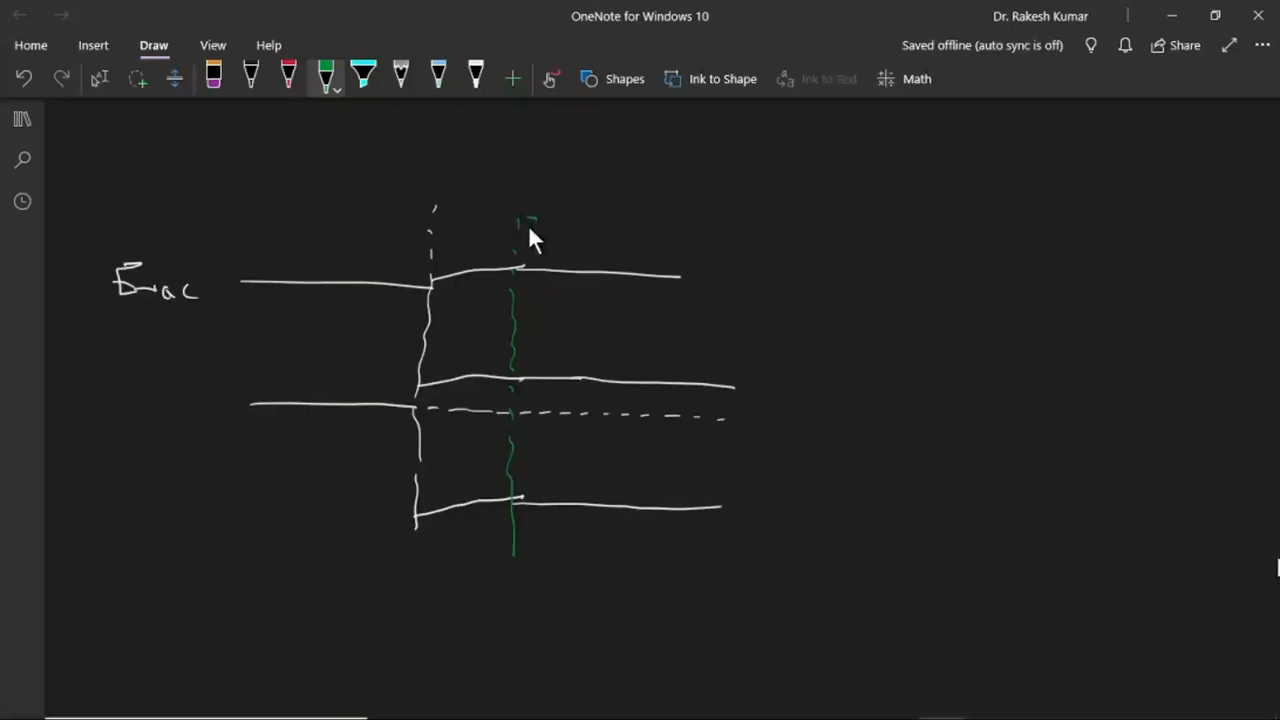 OneNote for Windows 10
Dr. Rakesh Kumar
Home Insert Draw View Help
Saved offline (auto sync is off)
Share
Shapes
Ink to Shape
Ink to Text
Math
Evac